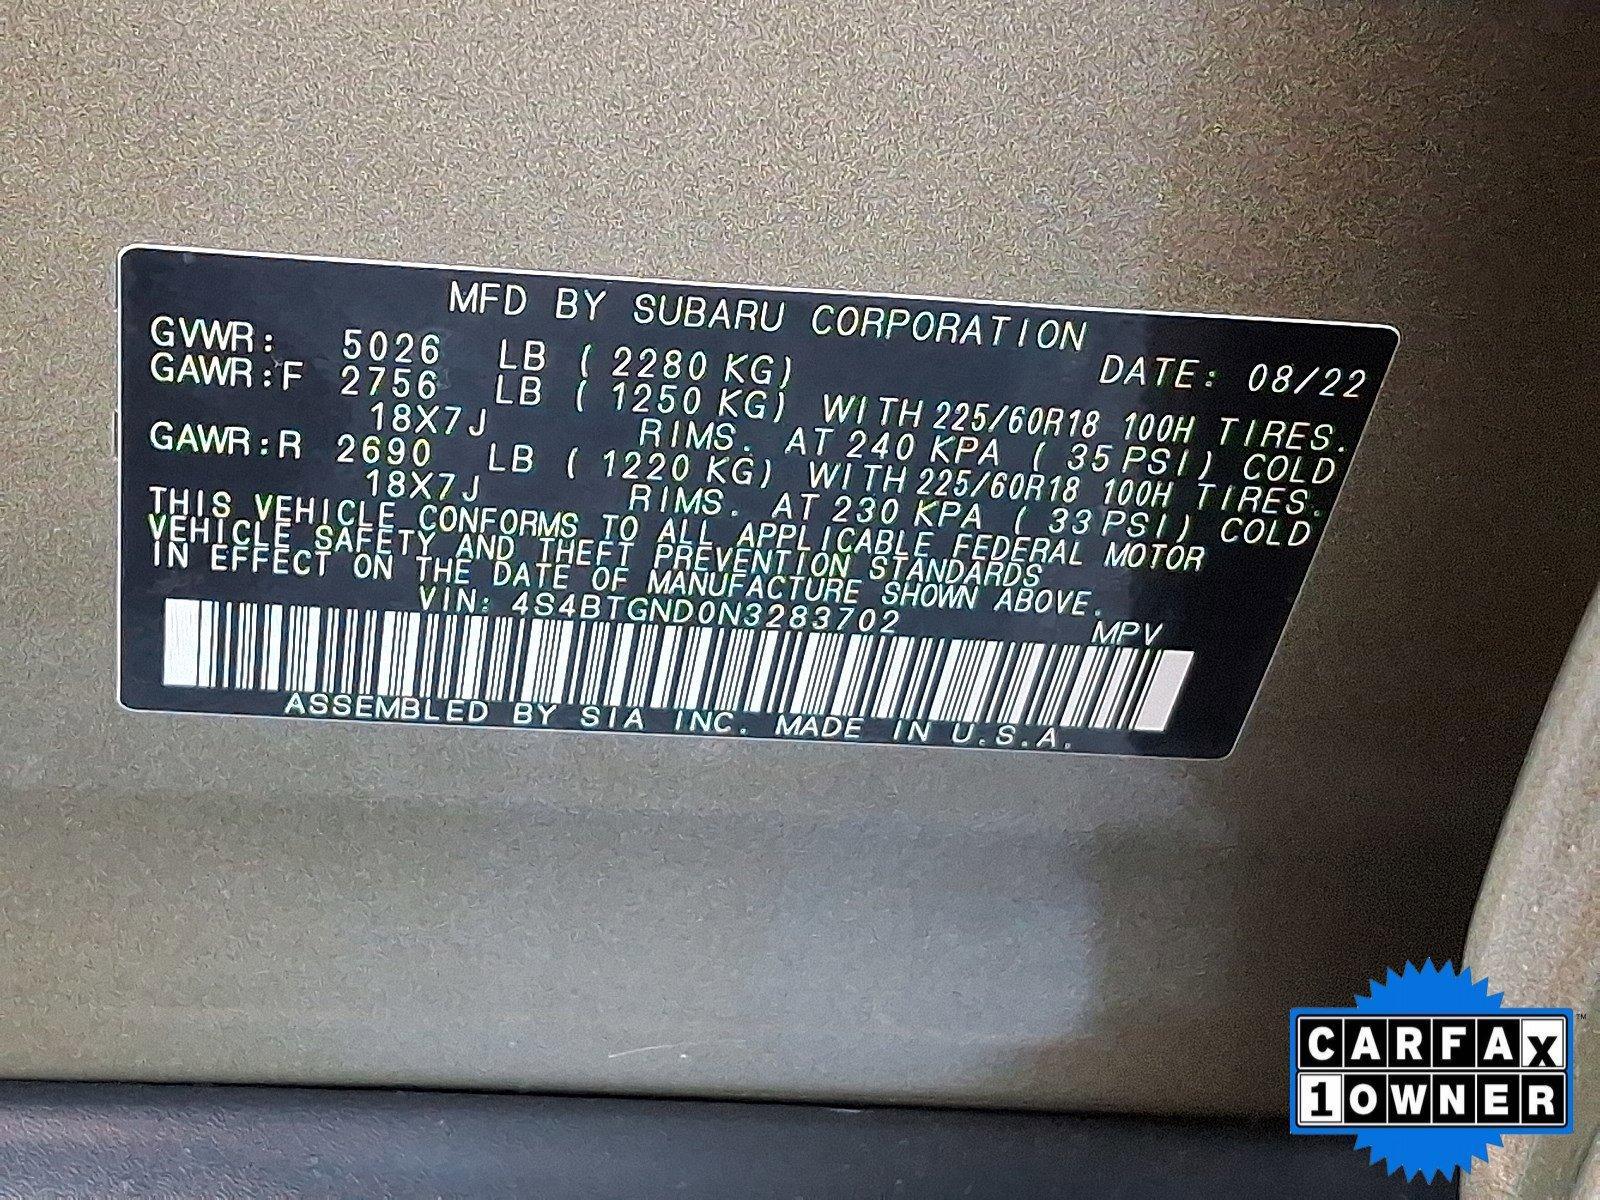 MFD BY SUBARU CORPORATION
GVWR: 5026 LB ( 2280 KG) DATE: 08/22
GAWR:F 2756 LB ( 1250 KG) WITH 225/60R18 100H TIRES.
18X7J RIMS. AT 240 KPA ( 35 PSI) COLD
GAWR:R 2690 LB ( 1220 KG) WITH 225/60R18 100H TIRES.
18X7J RIMS. AT 230 KPA ( 33 PSI) COLD
THIS VEHICLE CONFORMS TO ALL APPLICABLE FEDERAL MOTOR
VEHICLE SAFETY AND THEFT PREVENTION STANDARDS
IN EFFECT ON THE DATE OF MANUFACTURE SHOWN ABOVE.
VIN: 4S4BTGND0N3283702 MPV
ASSEMBLED BY SIA INC. MADE IN U.S.A.
CARFAX™
1OWNER